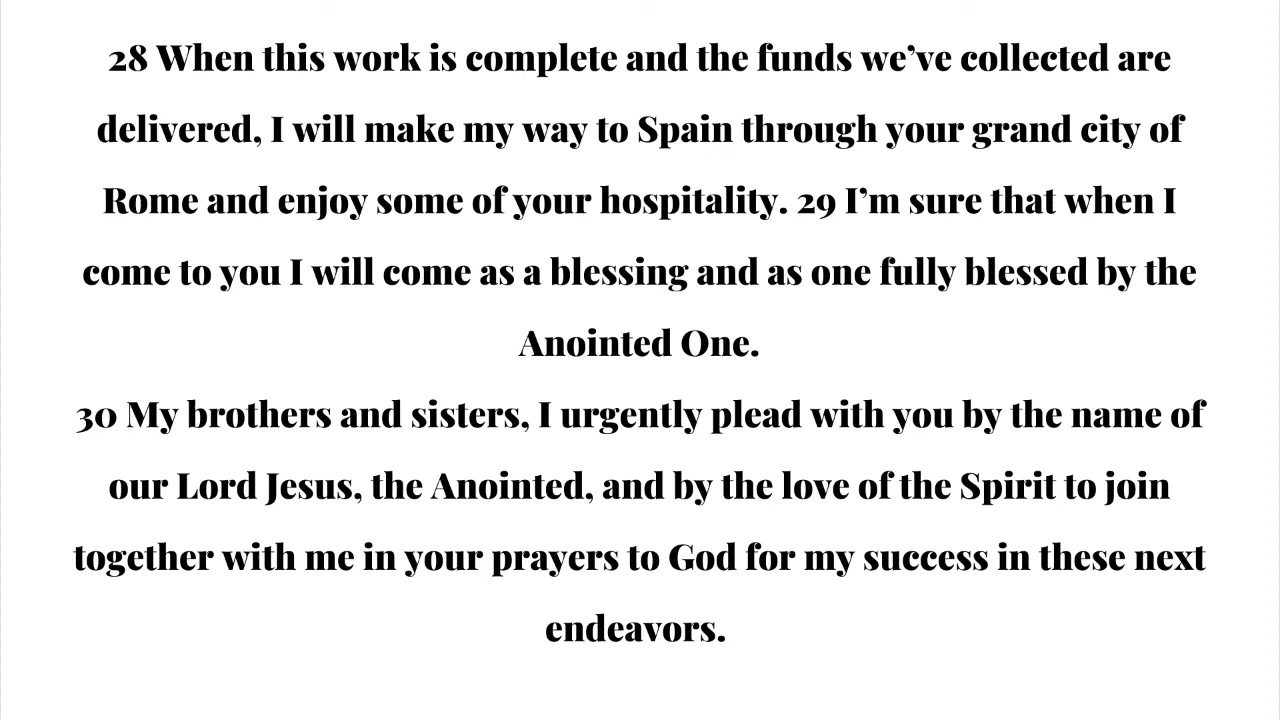 28 When this work is complete and the funds we’ve collected are
delivered, I will make my way to Spain through your grand city of
Rome and enjoy some of your hospitality. 29 I’m sure that when I
come to you I will come as a blessing and as one fully blessed by the
Anointed One.
30 My brothers and sisters, I urgently plead with you by the name of
our Lord Jesus, the Anointed, and by the love of the Spirit to join
together with me in your prayers to God for my success in these next
endeavors.